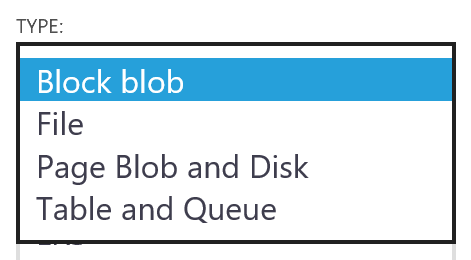 TYPE:
Block blob
File
Page Blob and Disk
Table and Queue